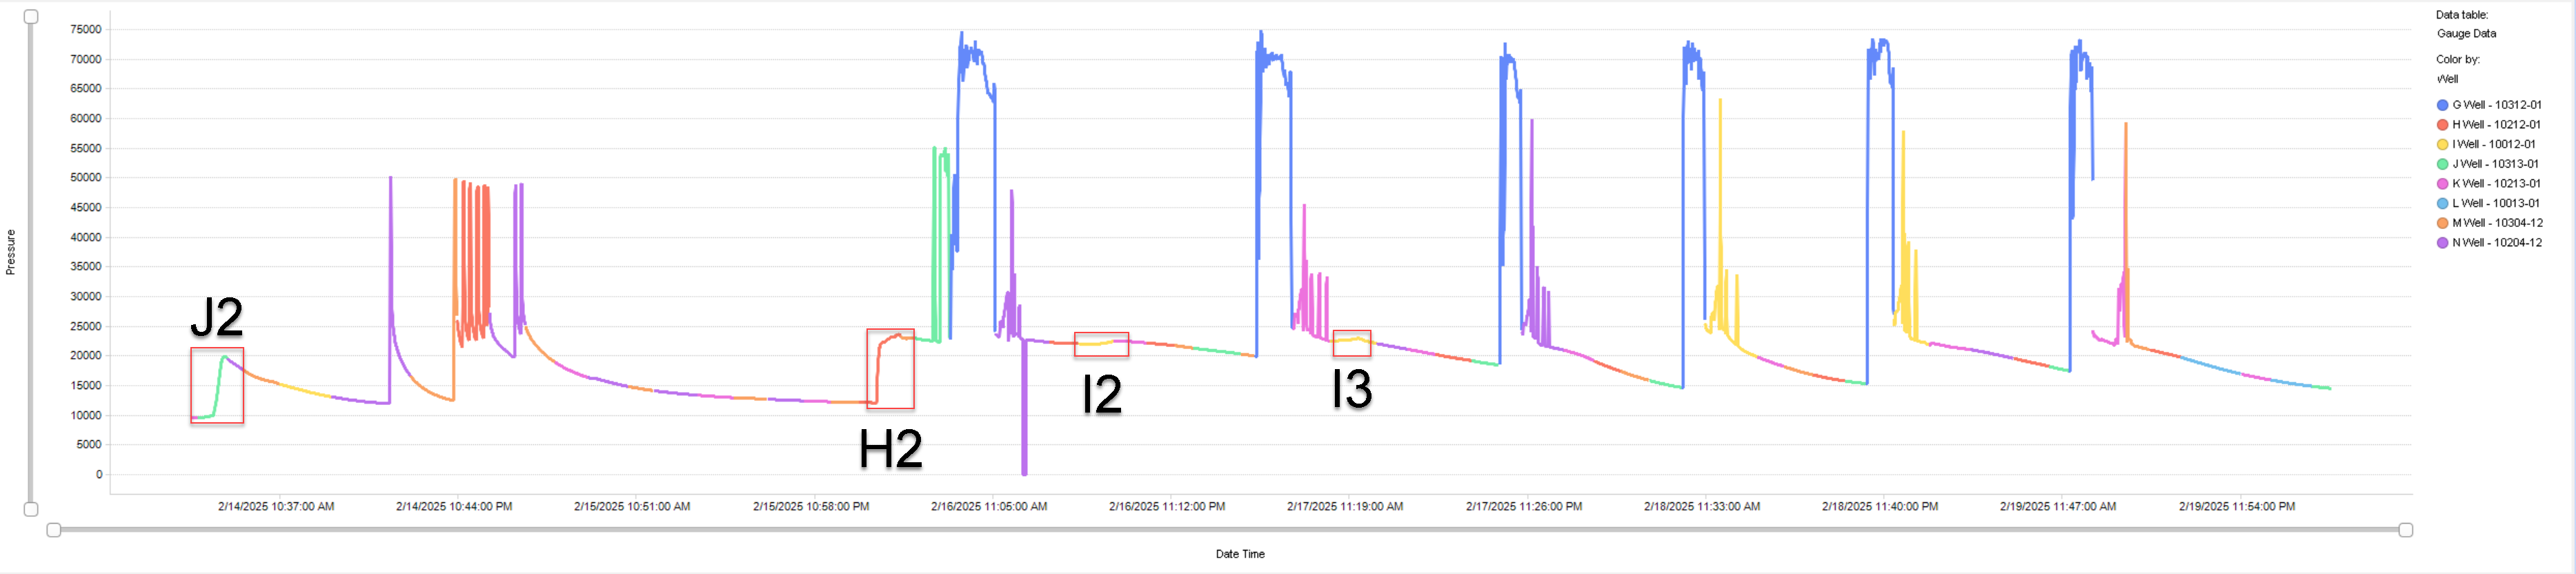 Data table:
Gauge Data
Color by:
Well
G Well - 10312-01
H Well - 10212-01
I Well - 10012-01
J Well - 10313-01
K Well - 10213-01
L Well - 10013-01
M Well - 10304-12
N Well - 10204-12
Pressure
75000
70000
65000
60000
55000
50000
45000
40000
35000
30000
25000
20000
15000
10000
5000
0
J2
H2
I2
I3
2/14/2025 10:37:00 AM
2/14/2025 10:44:00 PM
2/15/2025 10:51:00 AM
2/15/2025 10:58:00 PM
2/16/2025 11:05:00 AM
2/16/2025 11:12:00 PM
2/17/2025 11:19:00 AM
2/17/2025 11:26:00 PM
2/18/2025 11:33:00 AM
2/18/2025 11:40:00 PM
2/19/2025 11:47:00 AM
2/19/2025 11:54:00 PM
Date Time